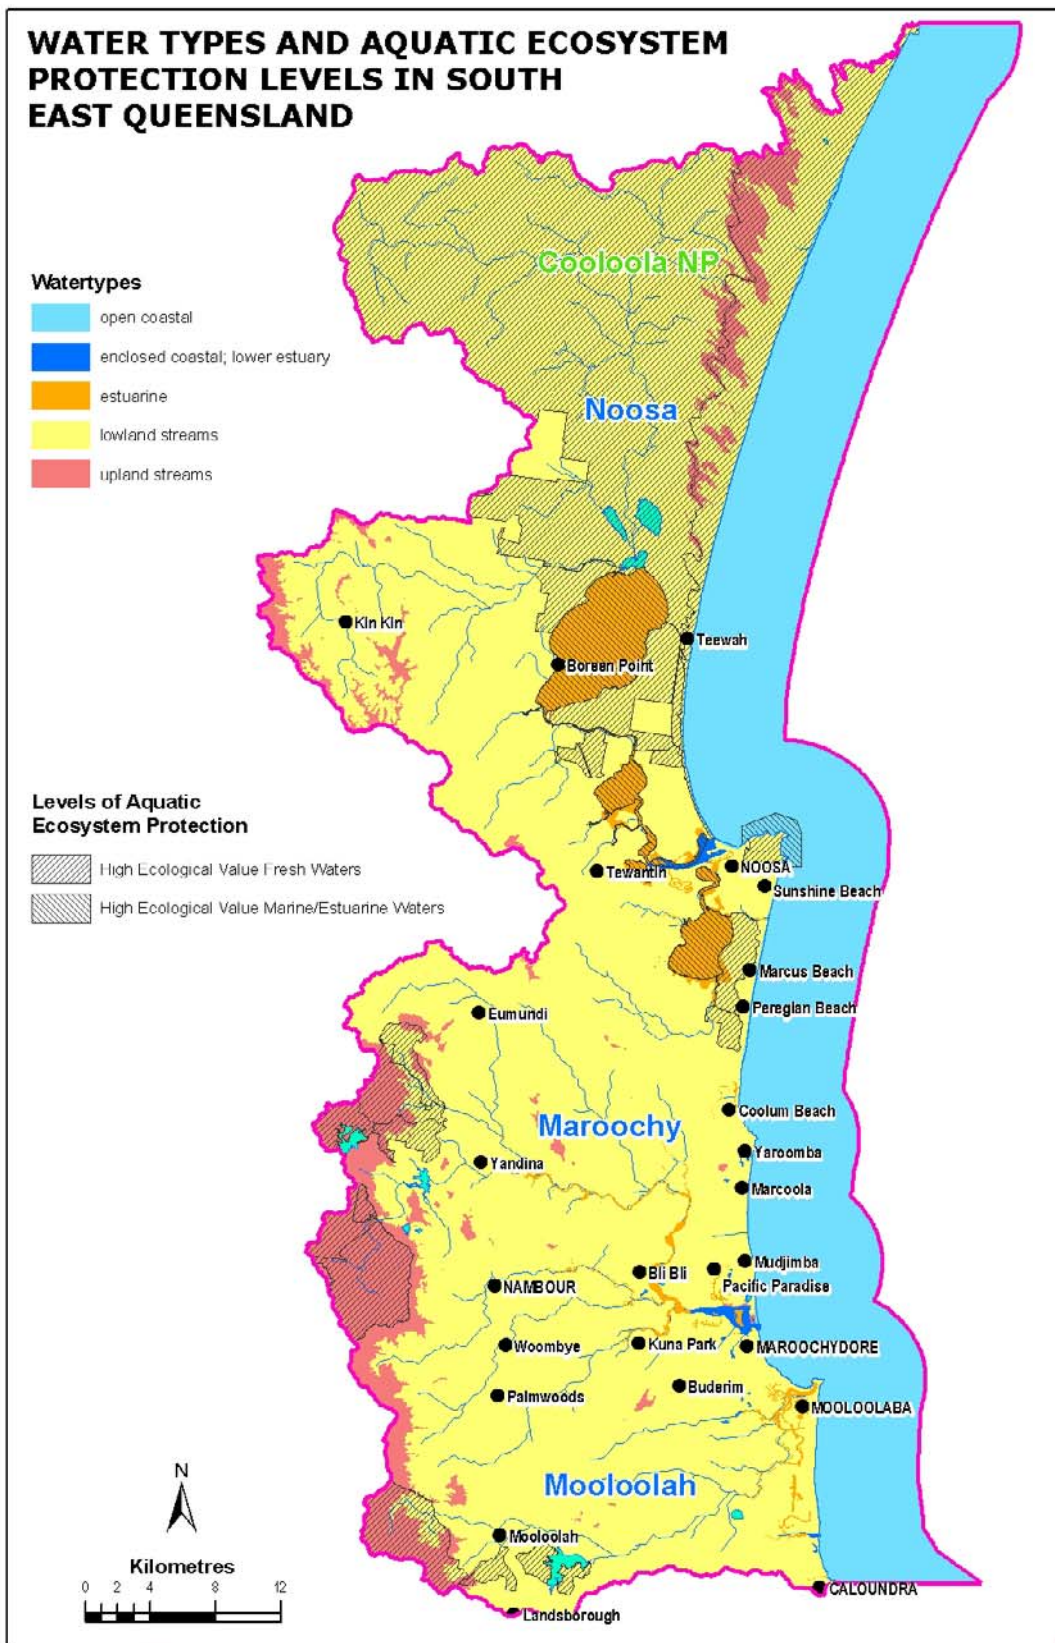 WATER TYPES AND AQUATIC ECOSYSTEM
PROTECTION LEVELS IN SOUTH
EAST QUEENSLAND
Cooloola NP
Watertypes
open coastal
enclosed coastal; lower estuary
estuarine
lowland streams
upland streams
Noosa
Kin Kin
Teewah
Boreen Point
Levels of Aquatic
Ecosystem Protection
High Ecological Value Fresh Waters
High Ecological Value Marine/Estuarine Waters
Tewantin
NOOSA
Sunshine Beach
Marcus Beach
Peregian Beach
Eumundi
Coolum Beach
Maroochy
Yaroomba
Yandina
Marcoola
Mudjimba
Bli Bli
Pacific Paradise
NAMBOUR
Woombye
Kuna Park
MAROOCHYDORE
Buderim
Palmwoods
MOOLOOLABA
Mooloolah
N
Mooloolah
Kilometres
0 2 4 8 12
CALOUNDRA
Landsborough